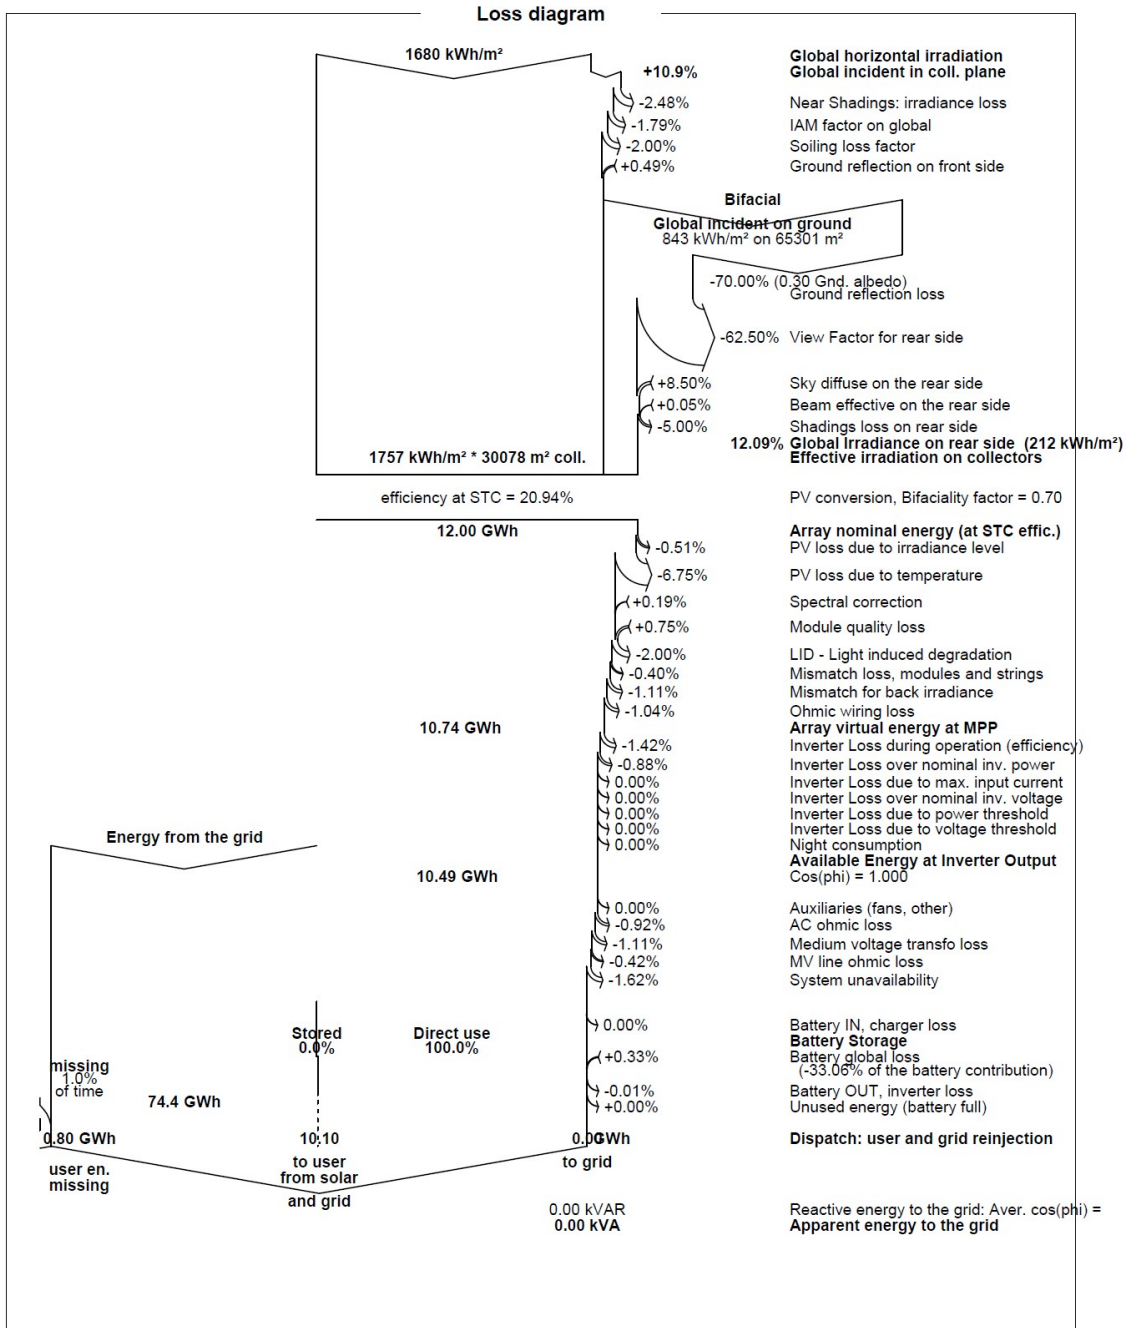 Loss diagram
1680 kWh/m² Global horizontal irradiation
+10.9% Global incident in coll. plane
-2.48% Near Shadings: irradiance loss
-1.79% IAM factor on global
-2.00% Soiling loss factor
+0.49% Ground reflection on front side
Bifacial
Global incident on ground
843 kWh/m² on 65301 m²
-70.00% (0.30 Gnd. albedo)
Ground reflection loss
-62.50% View Factor for rear side
+8.50% Sky diffuse on the rear side
+0.05% Beam effective on the rear side
-5.00% Shadings loss on rear side
12.09% Global Irradiance on rear side (212 kWh/m²)
1757 kWh/m² * 30078 m² coll. Effective irradiation on collectors
efficiency at STC = 20.94% PV conversion, Bifaciality factor = 0.70
12.00 GWh Array nominal energy (at STC effic.)
-0.51% PV loss due to irradiance level
-6.75% PV loss due to temperature
+0.19% Spectral correction
+0.75% Module quality loss
-2.00% LID - Light induced degradation
-0.40% Mismatch loss, modules and strings
-1.11% Mismatch for back irradiance
-1.04% Ohmic wiring loss
10.74 GWh Array virtual energy at MPP
-1.42% Inverter Loss during operation (efficiency)
-0.88% Inverter Loss over nominal inv. power
0.00% Inverter Loss due to max. input current
0.00% Inverter Loss over nominal inv. voltage
0.00% Inverter Loss due to power threshold
0.00% Inverter Loss due to voltage threshold
Energy from the grid 0.00% Night consumption
Available Energy at Inverter Output
10.49 GWh Cos(phi) = 1.000
0.00% Auxiliaries (fans, other)
-0.92% AC ohmic loss
-1.11% Medium voltage transfo loss
-0.42% MV line ohmic loss
-1.62% System unavailability
0.00% Battery IN, charger loss
Stored Direct use Battery Storage
0.0% 100.0%
+0.33% Battery global loss
missing (-33.06% of the battery contribution)
1.0%
of time -0.01% Battery OUT, inverter loss
74.4 GWh +0.00% Unused energy (battery full)
0.80 GWh 10.10 0.00 GWh Dispatch: user and grid reinjection
user en. to user to grid
missing from solar
and grid
0.00 kVAR Reactive energy to the grid: Aver. cos(phi) =
0.00 kVA Apparent energy to the grid